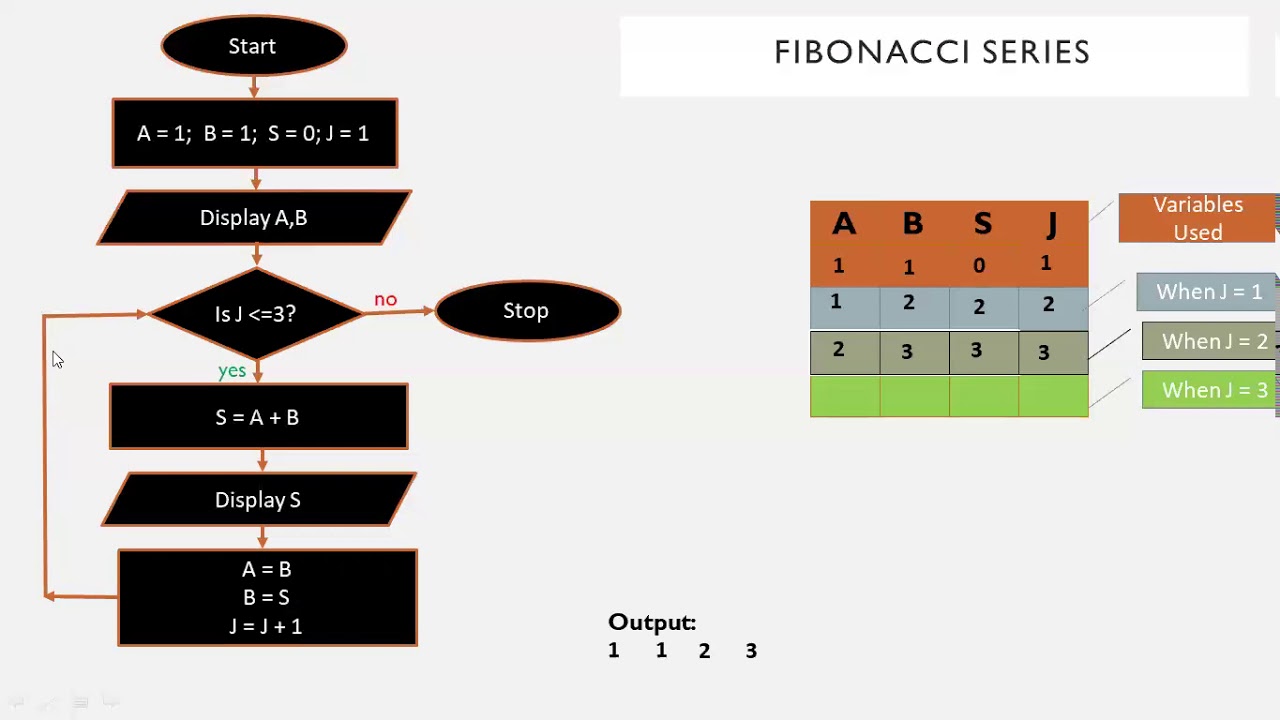 Start
FIBONACCI SERIES
A = 1; B = 1; S = 0; J = 1
Display A,B
Is J <=3?
no
Stop
yes
S = A + B
Display S
A = B
B = S
J = J + 1
A B S J
1 1 0 1
1 2 2 2
2 3 3 3
Variables
Used
When J = 1
When J = 2
When J = 3
Output:
1 1 2 3